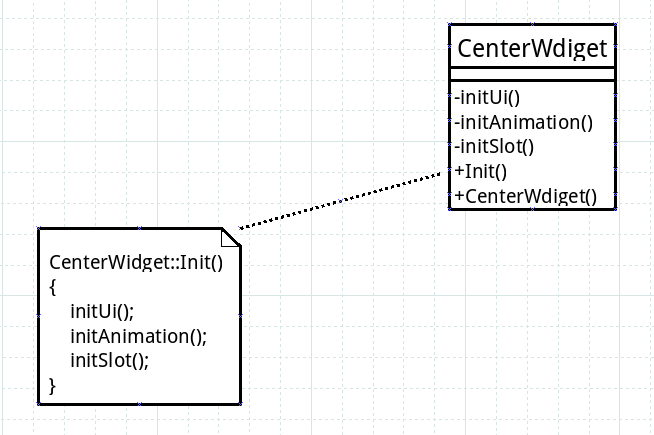 CenterWdiget
-initUi()
-initAnimation()
-initSlot()
+Init()
+CenterWdiget()
CenterWidget::Init()
{
initUi();
initAnimation();
initSlot();
}